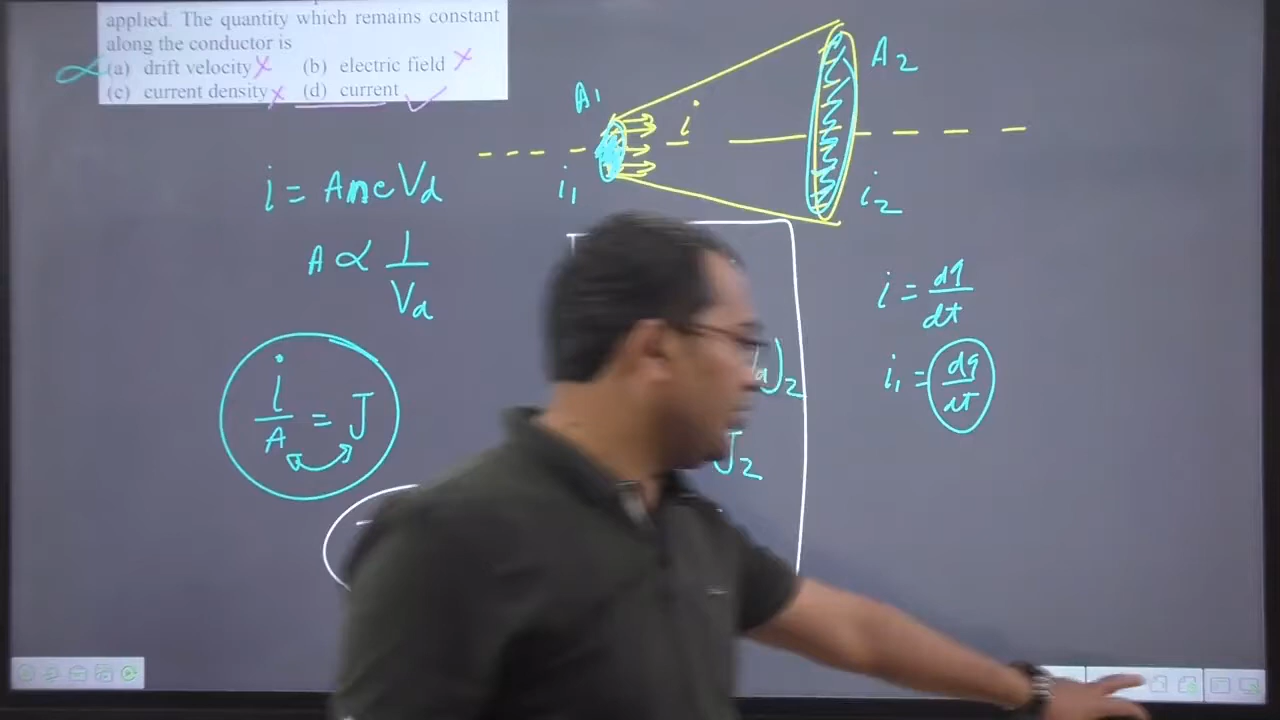 applied. The quantity which remains constant
along the conductor is
(a) drift velocity × (b) electric field ×
(c) current density × (d) current ✓
A1
A2
i
i1
i2
i = AneVd
A ∝ 1/Vd
i/A = J
i = dq/dt
i1 = dq/dt
)2
J2